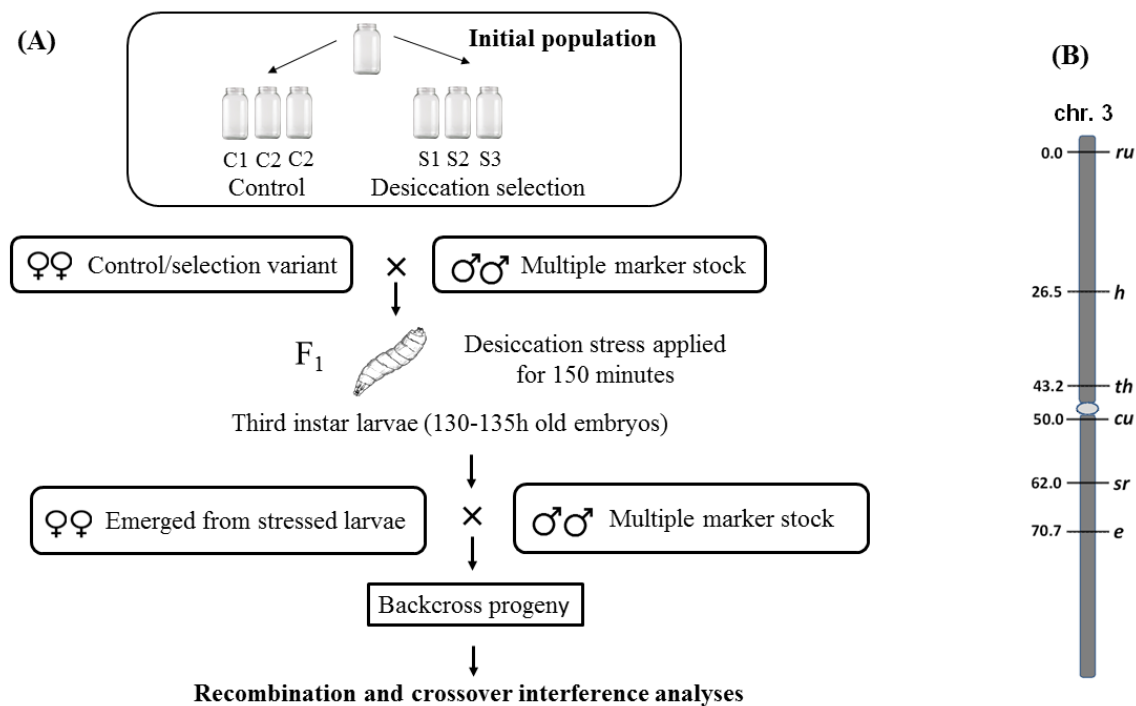 (A)
Initial population
C1 C2 C2
Control
S1 S2 S3
Desiccation selection
♀♀ Control/selection variant
×
♂♂ Multiple marker stock
F1
Desiccation stress applied
for 150 minutes
Third instar larvae (130-135h old embryos)
♀♀ Emerged from stressed larvae
×
♂♂ Multiple marker stock
Backcross progeny
Recombination and crossover interference analyses
(B)
chr. 3
0.0 ru
26.5 h
43.2 th
50.0 cu
62.0 sr
70.7 e